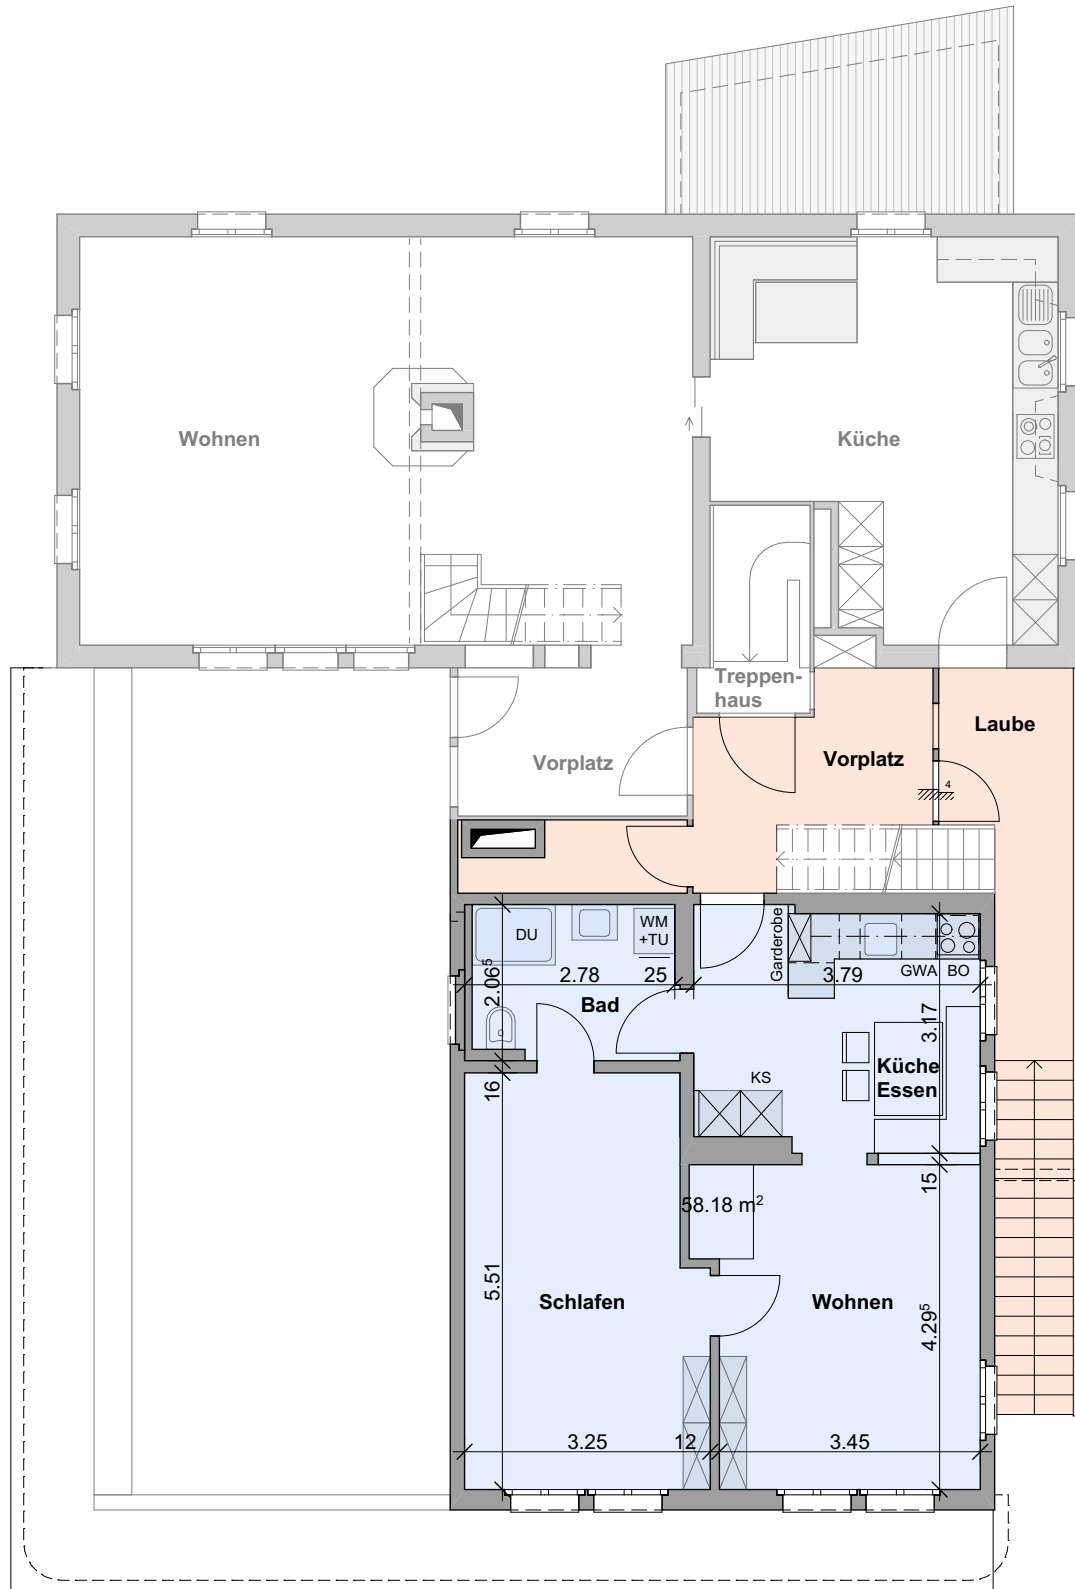 Wohnen
Küche
Treppen-
haus
Laube
Vorplatz
Vorplatz
4
DU
WM
+TU
Garderobe
GWA
BO
2.78
25
3.79
2.06⁵
Bad
3.17
Küche
Essen
KS
16
15
58.18 m²
5.51
Schlafen
Wohnen
4.29⁵
3.25
12
3.45